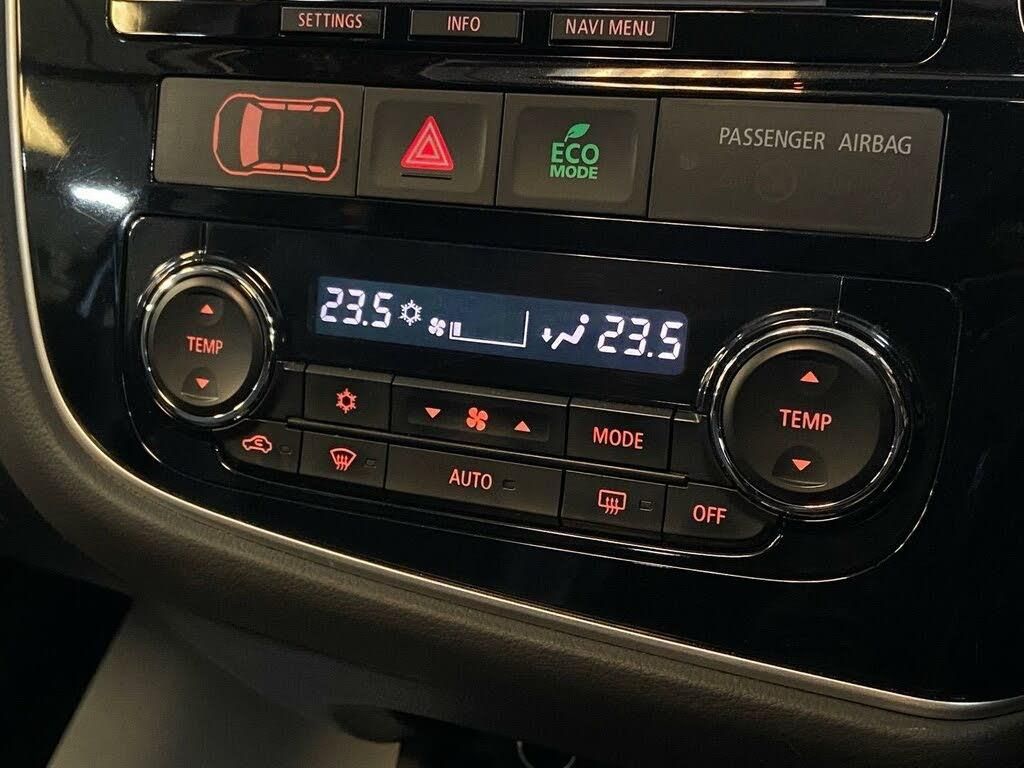 SETTINGS
INFO
NAVI MENU
ECO
MODE
PASSENGER AIRBAG
23.5
23.5
TEMP
TEMP
MODE
AUTO
OFF